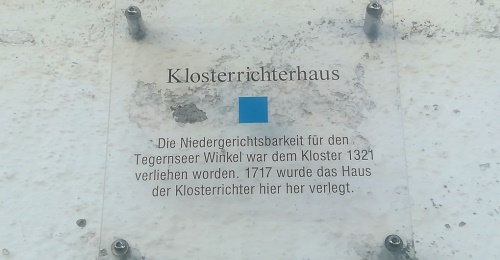 Klosterrichterhaus
Die Niedergerichtsbarkeit für den
Tegernseer Winkel war dem Kloster 1321
verliehen worden. 1717 wurde das Haus
der Klosterrichter hier her verlegt.